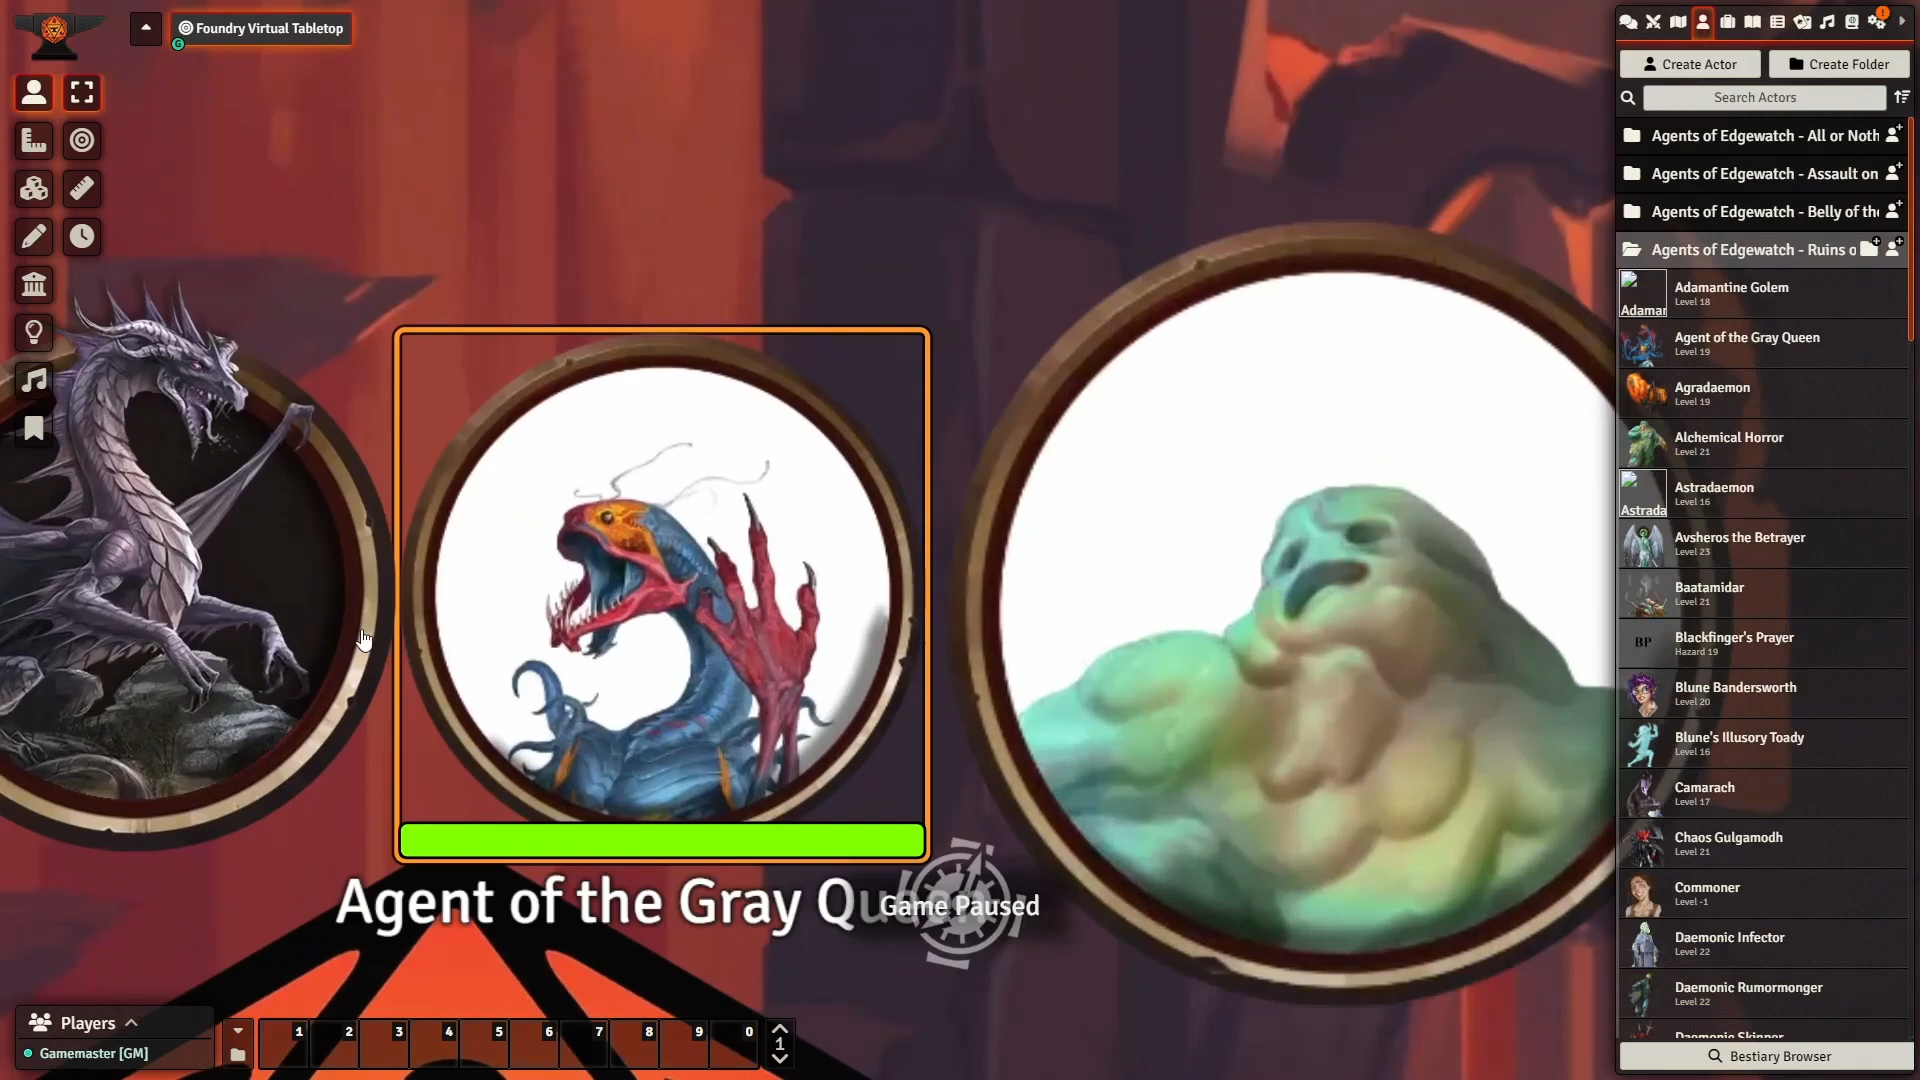 Foundry Virtual Tabletop
G
Create Actor
Create Folder
Search Actors
Agents of Edgewatch - All or Noth
Agents of Edgewatch - Assault on
Agents of Edgewatch - Belly of the
Agents of Edgewatch - Ruins o
Adamar
Adamantine Golem
Level 18
Agent of the Gray Queen
Level 19
Agradaemon
Level 19
Alchemical Horror
Level 21
Astrada
Astradaemon
Level 16
Avsheros the Betrayer
Level 23
Baatamidar
Level 21
BP
Blackfinger's Prayer
Hazard 19
Blune Bandersworth
Level 20
Blune's Illusory Toady
Level 16
Camarach
Level 17
Chaos Gulgamodh
Level 21
Commoner
Level -1
Daemonic Infector
Level 22
Daemonic Rumormonger
Level 22
Daemonic Skinner
Bestiary Browser
Agent of the Gray
Game Paused
Players
Gamemaster [GM]
1 2 3 4 5 6 7 8 9 0
1